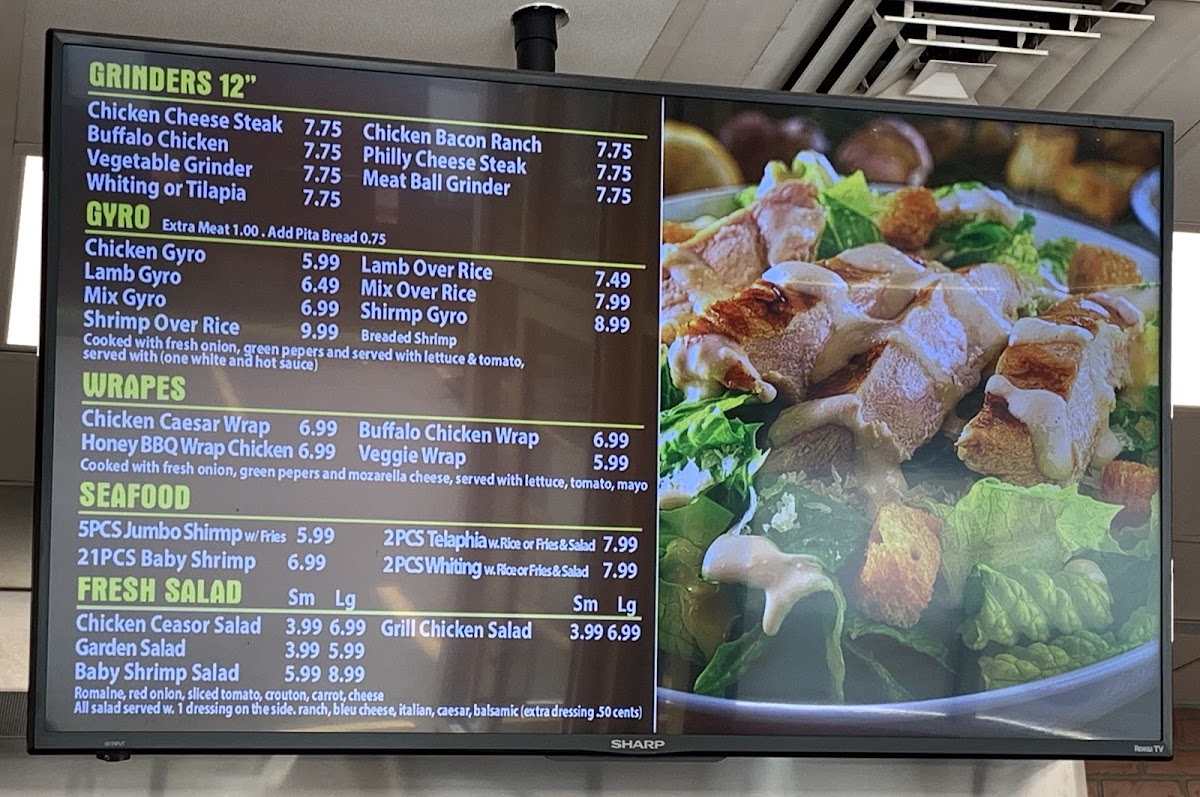 GRINDERS 12"
Chicken Cheese Steak 7.75 Chicken Bacon Ranch 7.75
Buffalo Chicken 7.75 Philly Cheese Steak 7.75
Vegetable Grinder 7.75 Meat Ball Grinder 7.75
Whiting or Tilapia 7.75
GYRO Extra Meat 1.00 . Add Pita Bread 0.75
Chicken Gyro 5.99 Lamb Over Rice 7.49
Lamb Gyro 6.49 Mix Over Rice 7.99
Mix Gyro 6.99 Shirmp Gyro 8.99
Shrimp Over Rice 9.99 Breaded Shrimp
Cooked with fresh onion, green pepers and served with lettuce & tomato,
served with (one white and hot sauce)
WRAPES
Chicken Caesar Wrap 6.99 Buffalo Chicken Wrap 6.99
Honey BBQ Wrap Chicken 6.99 Veggie Wrap 5.99
Cooked with fresh onion, green pepers and mozarella cheese, served with lettuce, tomato, mayo
SEAFOOD
5PCS Jumbo Shirmp w/ Fries 5.99 2PCS Telaphia w. Rice or Fries & Salad 7.99
21PCS Baby Shrimp 6.99 2PCS Whiting w. Rice or Fries & Salad 7.99
FRESH SALAD Sm Lg Sm Lg
Chicken Ceasor Salad 3.99 6.99 Grill Chicken Salad 3.99 6.99
Garden Salad 3.99 5.99
Baby Shrimp Salad 5.99 8.99
Romaine, red onion, sliced tomato, crouton, carrot, cheese
All salad served w. 1 dressing on the side. ranch, bleu cheese, italian, caesar, balsamic (extra dressing .50 cents)
SHARP
Roku TV